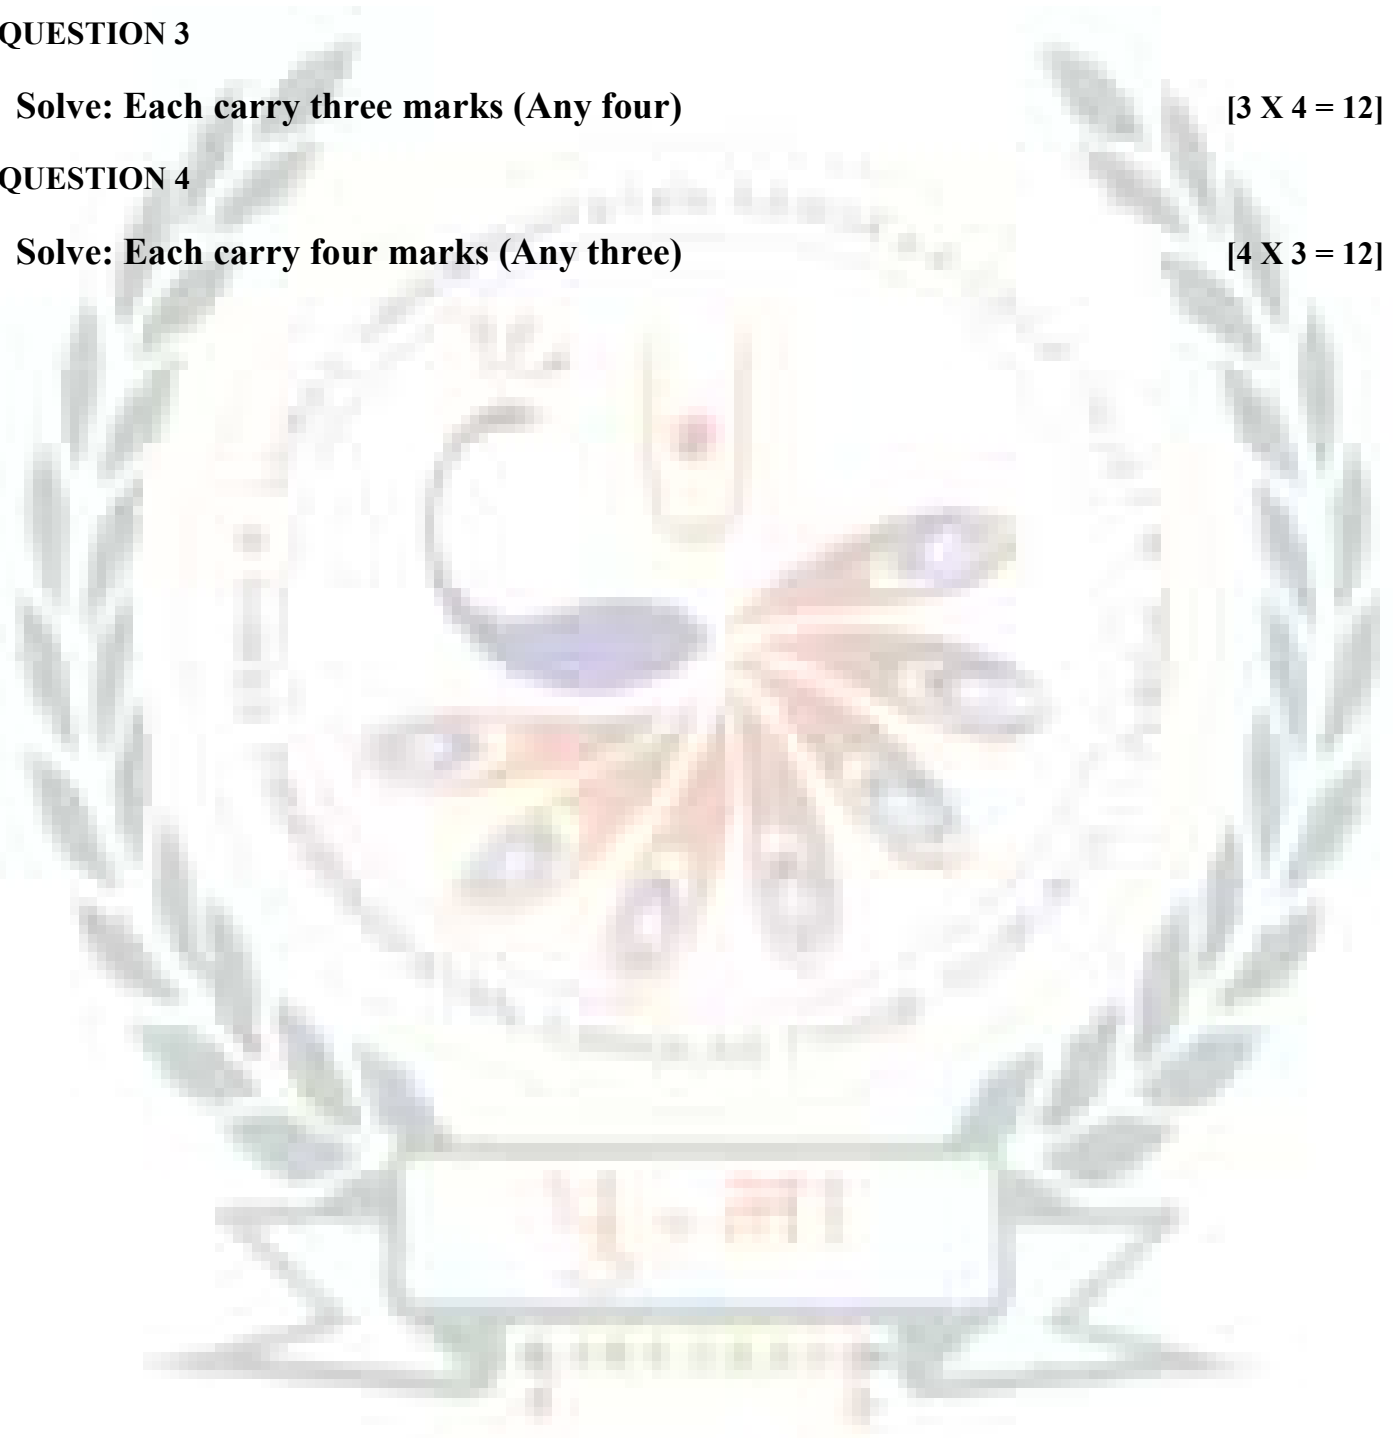 QUESTION 3
Solve: Each carry three marks (Any four) [3 X 4 = 12]
QUESTION 4
Solve: Each carry four marks (Any three) [4 X 3 = 12]